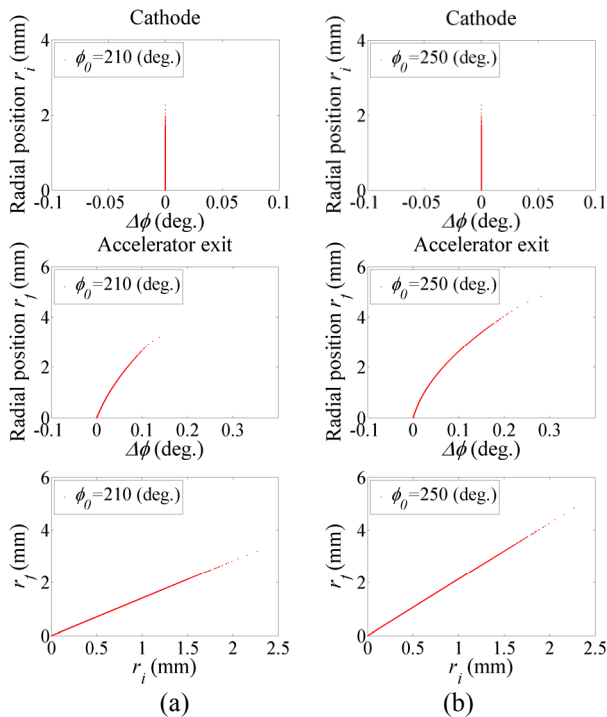 Cathode
Radial position r_i (mm)
4
2
0
ϕ_0=210 (deg.)
-0.1 -0.05 0 0.05 0.1
Δϕ (deg.)
Cathode
Radial position r_i (mm)
4
2
0
ϕ_0=250 (deg.)
-0.1 -0.05 0 0.05 0.1
Δϕ (deg.)
Accelerator exit
Radial position r_f (mm)
6
4
2
0
ϕ_0=210 (deg.)
-0.1 0 0.1 0.2 0.3
Δϕ (deg.)
Accelerator exit
Radial position r_f (mm)
6
4
2
0
ϕ_0=250 (deg.)
-0.1 0 0.1 0.2 0.3
Δϕ (deg.)
r_f (mm)
6
4
2
0
ϕ_0=210 (deg.)
0 0.5 1 1.5 2 2.5
r_i (mm)
(a)
r_f (mm)
6
4
2
0
ϕ_0=250 (deg.)
0 0.5 1 1.5 2 2.5
r_i (mm)
(b)